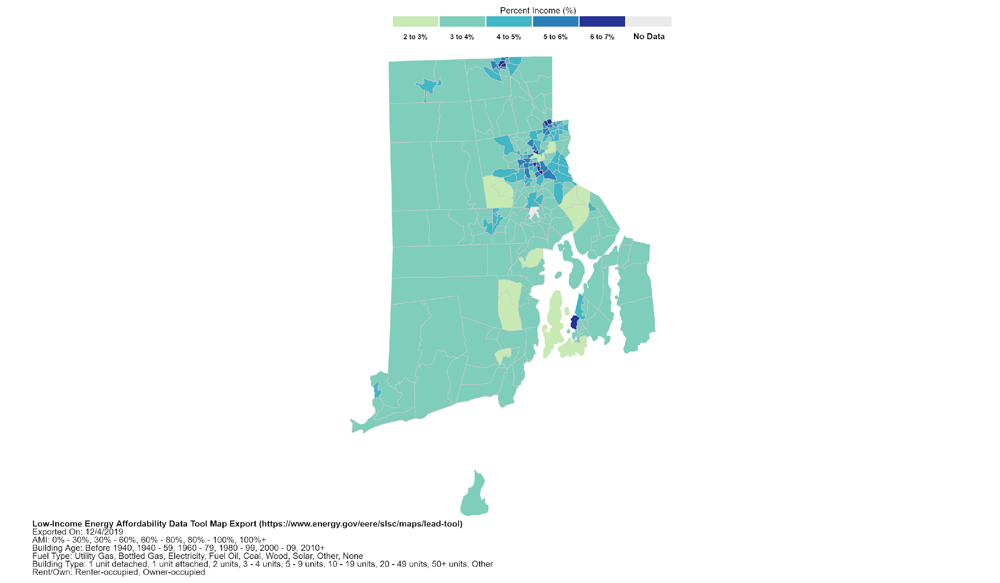 Percent Income (%)
2 to 3% 3 to 4% 4 to 5% 5 to 6% 6 to 7% No Data
Low-Income Energy Affordability Data Tool Map Export (https://www.energy.gov/eere/slsc/maps/lead-tool)
Exported On: 12/4/2019
AMI: 0% - 30%, 30% - 60%, 60% - 80%, 80% - 100%, 100%+
Building Age: Before 1940, 1940 - 59, 1960 - 79, 1980 - 99, 2000 - 09, 2010+
Fuel Type: Utility Gas, Bottled Gas, Electricity, Fuel Oil, Coal, Wood, Solar, Other, None
Building Type: 1 unit detached, 1 unit attached, 2 units, 3 - 4 units, 5 - 9 units, 10 - 19 units, 20 - 49 units, 50+ units, Other
Rent/Own: Renter-occupied, Owner-occupied